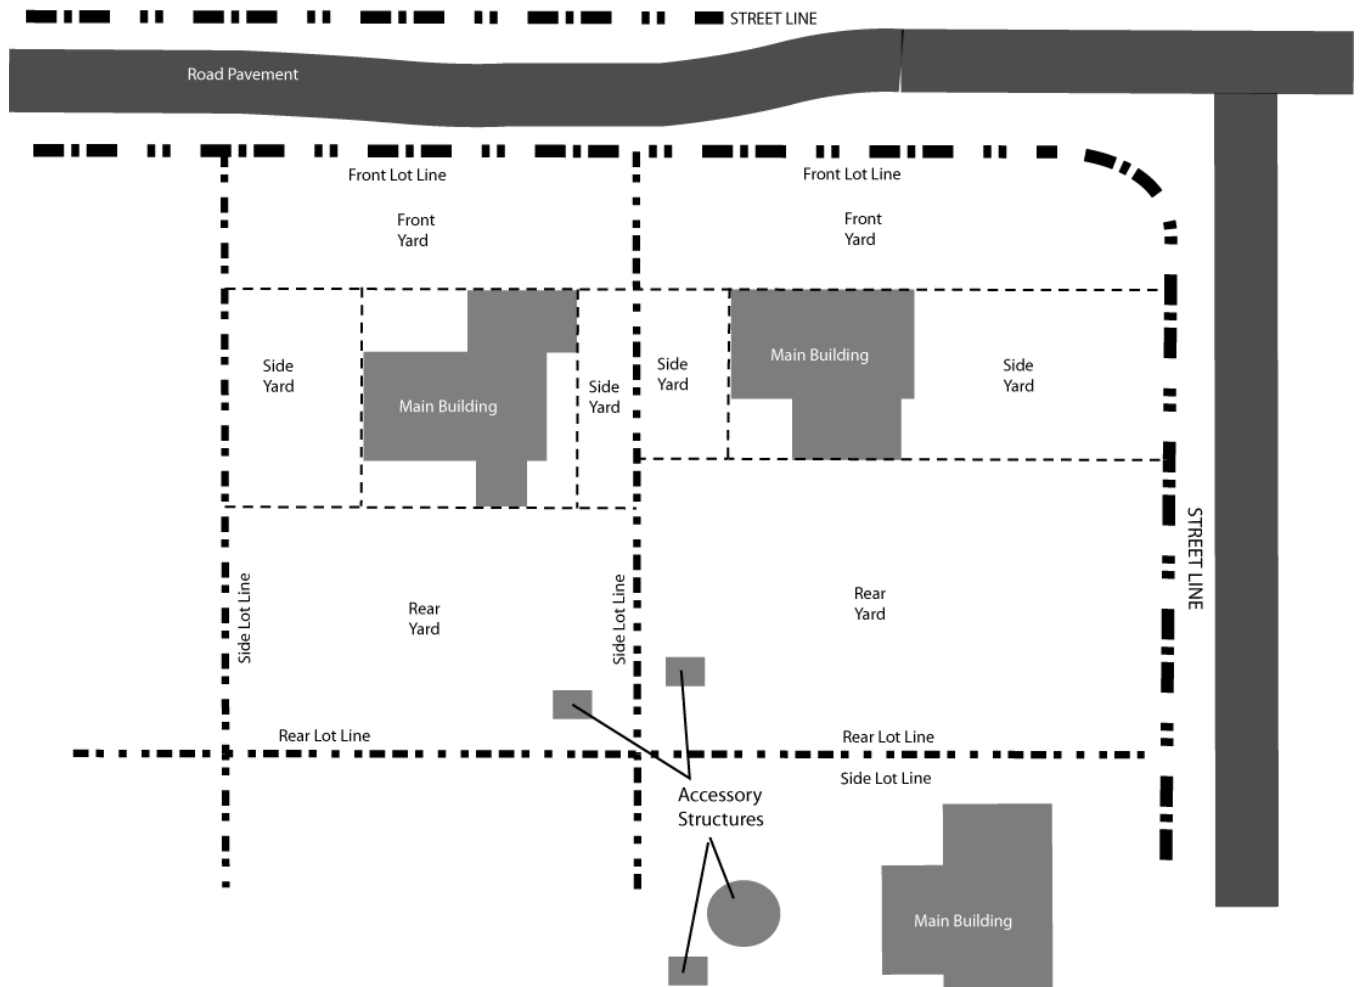 STREET LINE
Road Pavement
Front Lot Line
Front Lot Line
Front
Yard
Front
Yard
Side
Yard
Main Building
Side
Yard
Side
Yard
Main Building
Side
Yard
STREET LINE
Side Lot Line
Rear
Yard
Side Lot Line
Rear
Yard
Rear Lot Line
Rear Lot Line
Side Lot Line
Accessory
Structures
Main Building